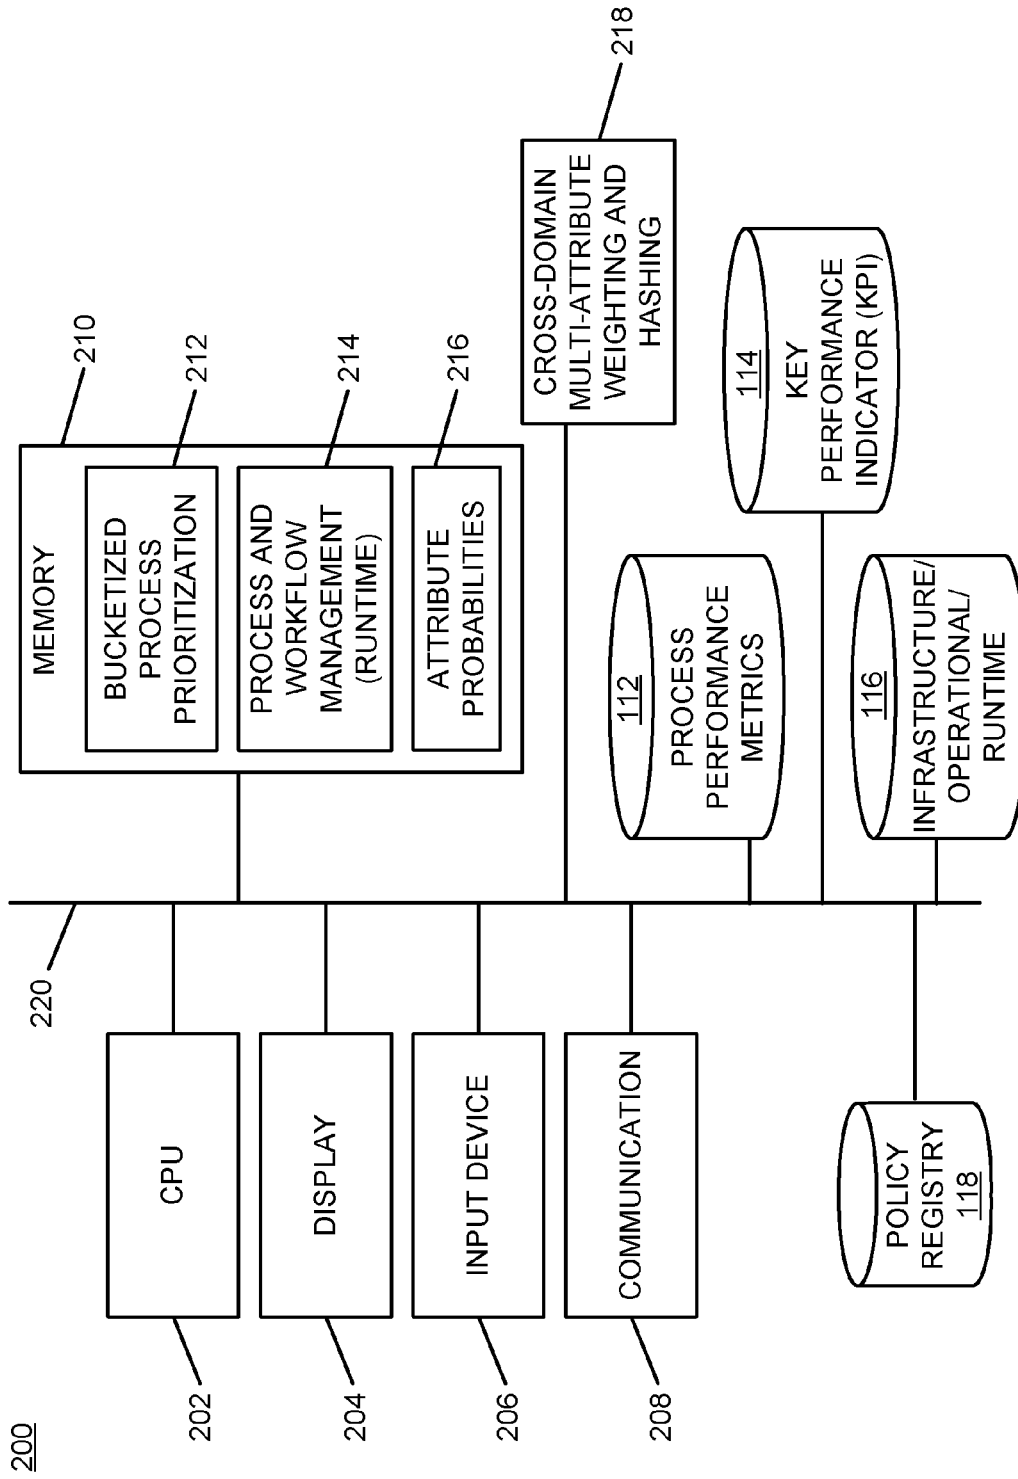 200
CPU
202
DISPLAY
204
INPUT DEVICE
206
COMMUNICATION
208
POLICY
REGISTRY
118
220
MEMORY
210
BUCKETIZED
PROCESS
PRIORITIZATION
212
PROCESS AND
WORKFLOW
MANAGEMENT
(RUNTIME)
214
ATTRIBUTE
PROBABILITIES
216
CROSS-DOMAIN
MULTI-ATTRIBUTE
WEIGHTING AND
HASHING
218
112
PROCESS
PERFORMANCE
METRICS
114
KEY
PERFORMANCE
INDICATOR (KPI)
116
INFRASTRUCTURE/
OPERATIONAL/
RUNTIME